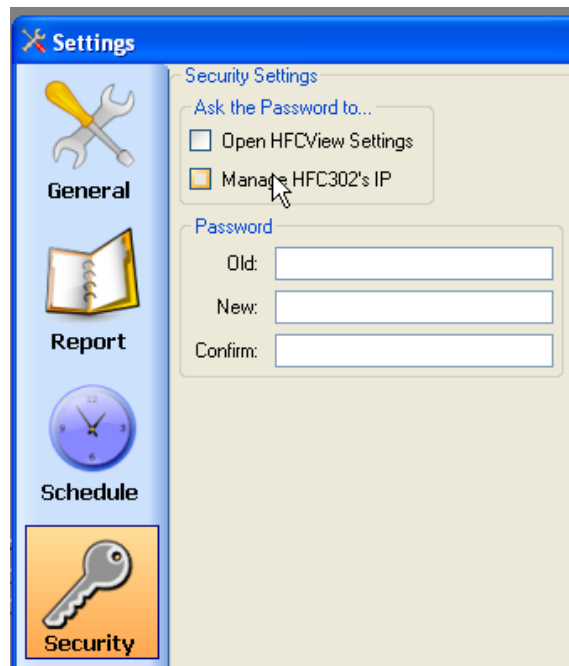 Settings
General
Report
Schedule
Security
Security Settings
Ask the Password to...
Open HFCView Settings
Manage HFC302's IP
Password
Old:
New:
Confirm: